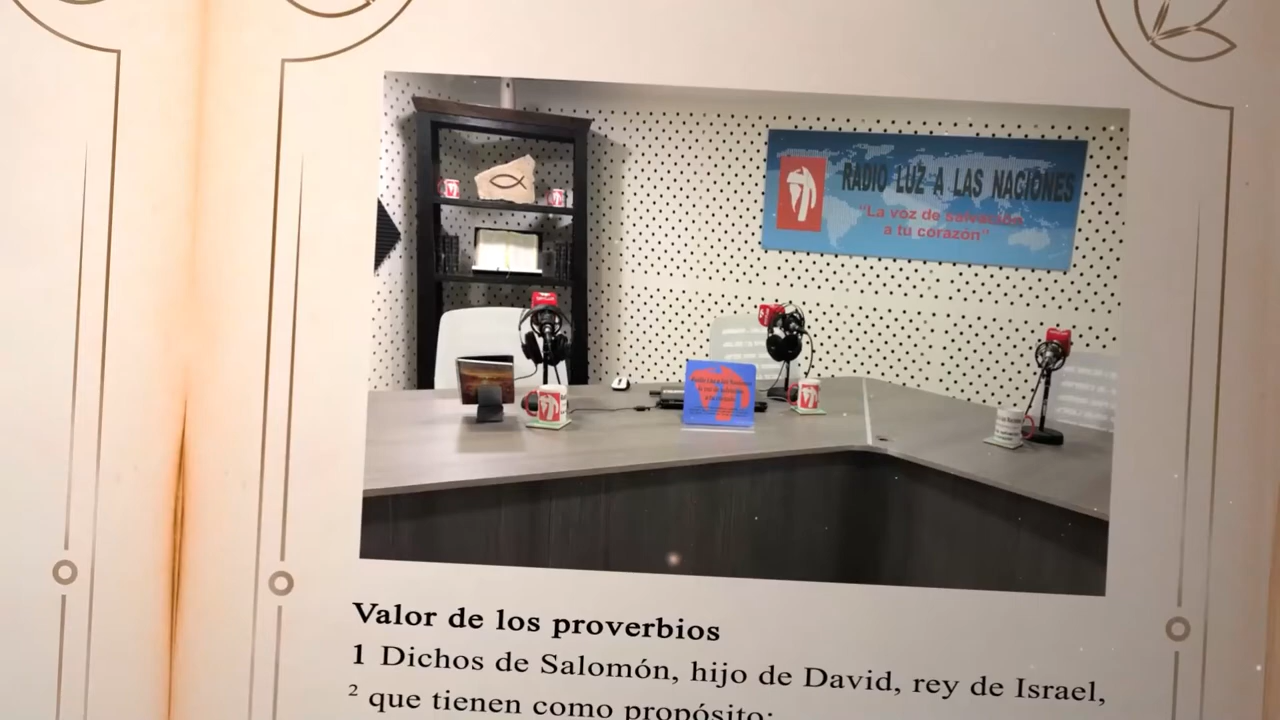 RADIO LUZ A LAS NACIONES
"La voz de salvación
a tu corazón"
Valor de los proverbios
1 Dichos de Salomón, hijo de David, rey de Israel,
2 que tienen como propósito: